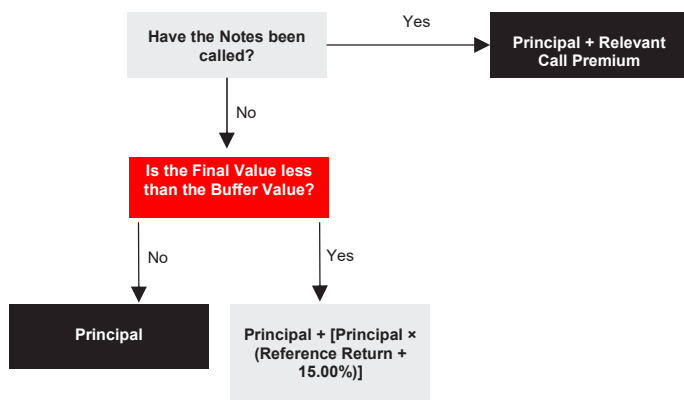 Have the Notes been
called?
Yes
Principal + Relevant
Call Premium
No
Is the Final Value less
than the Buffer Value?
No
Yes
Principal
Principal + [Principal ×
(Reference Return +
15.00%)]